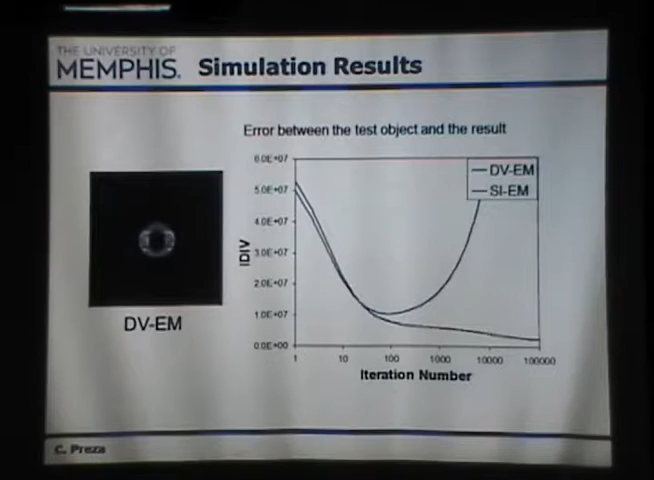 THE UNIVERSITY OF
MEMPHIS.
Simulation Results
Error between the test object and the result
6.0E+07
5.0E+07
4.0E+07
3.0E+07
2.0E+07
1.0E+07
0.0E+00
IDIV
DV-EM
SI-EM
1 10 100 1000 10000 100000
Iteration Number
DV-EM
C. Preza